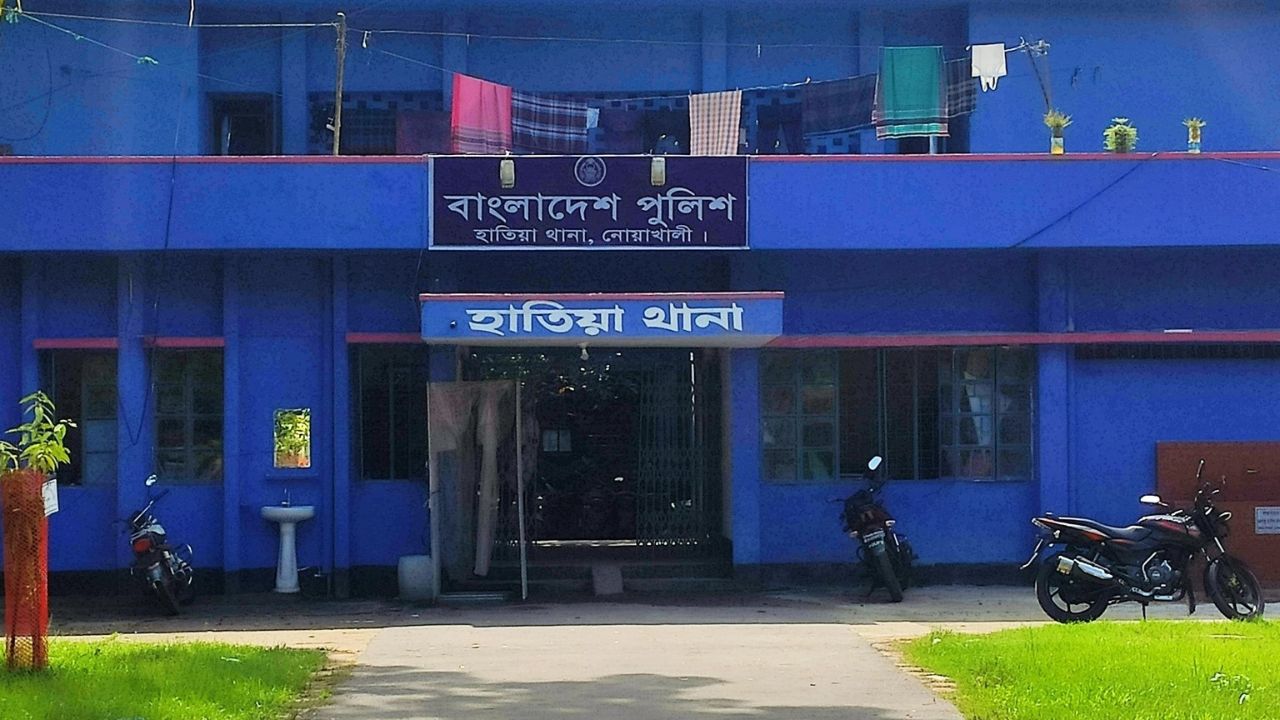 বাংলাদেশ পুলিশ
হাতিয়া থানা, নোয়াখালী ।
হাতিয়া থানা